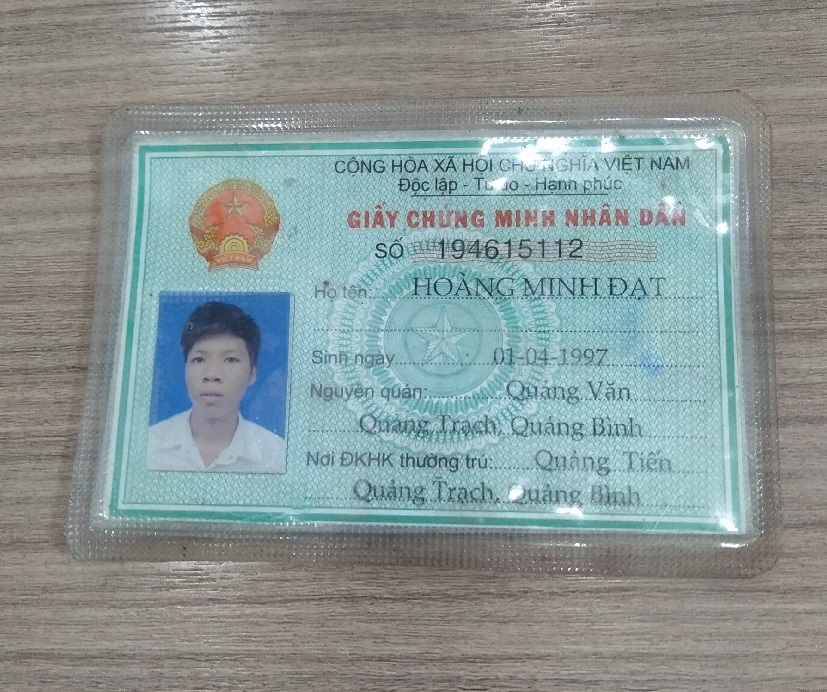 CỘNG HÒA XÃ HỘI CHỦ NGHĨA VIỆT NAM
Độc lập - Tự do - Hạnh phúc
GIẤY CHỨNG MINH NHÂN DÂN
SỐ 194615112
VIỆT NAM
Họ tên: HOÀNG MINH ĐẠT
Sinh ngày: 01-04-1997
Nguyên quán: Quảng Văn
Quảng Trạch, Quảng Bình
Nơi ĐKHK thường trú: Quảng Tiến
Quảng Trạch, Quảng Bình